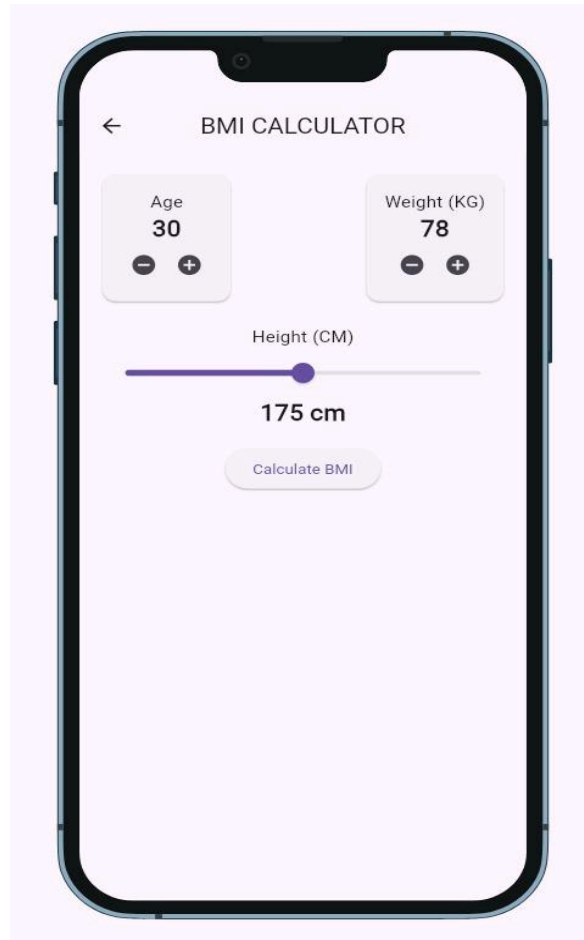 BMI CALCULATOR
Age
30
Weight (KG)
78
Height (CM)
175 cm
Calculate BMI